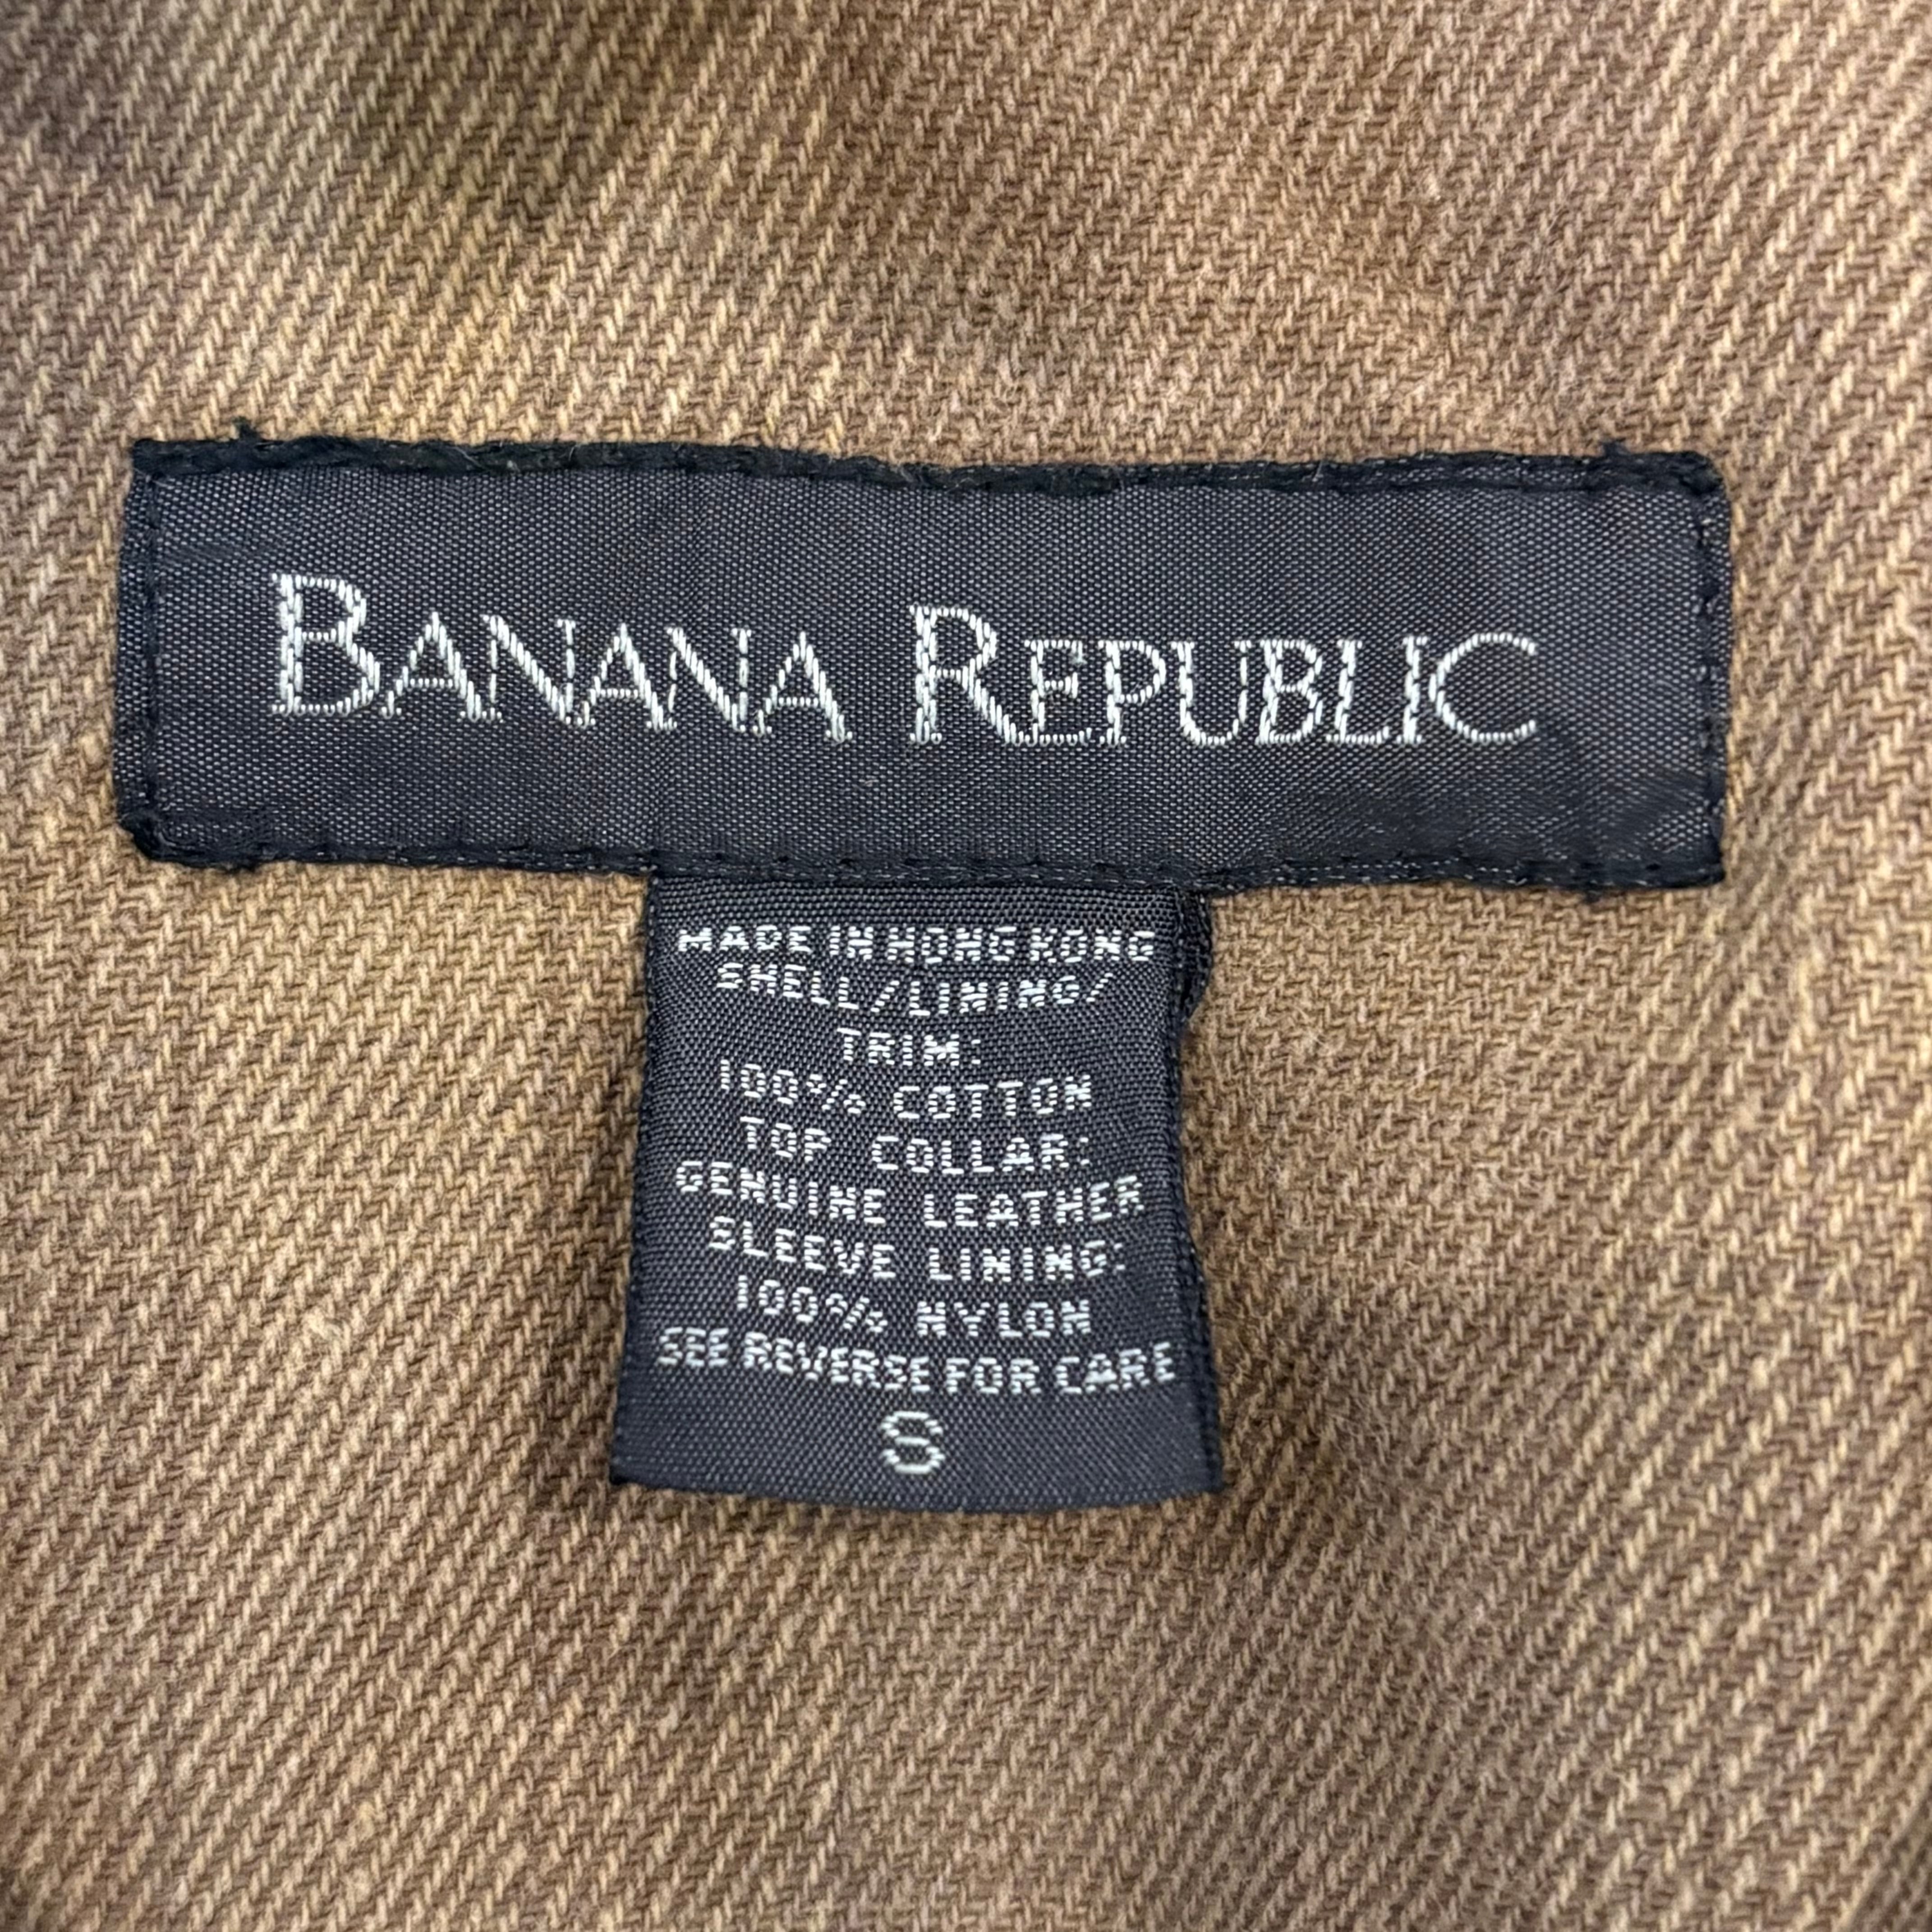 BANANA REPUBLIC
MADE IN HONG KONG
SHELL/LINING/
TRIM:
100% COTTON
TOP COLLAR:
GENUINE LEATHER
SLEEVE LINING:
100% NYLON
SEE REVERSE FOR CARE
S